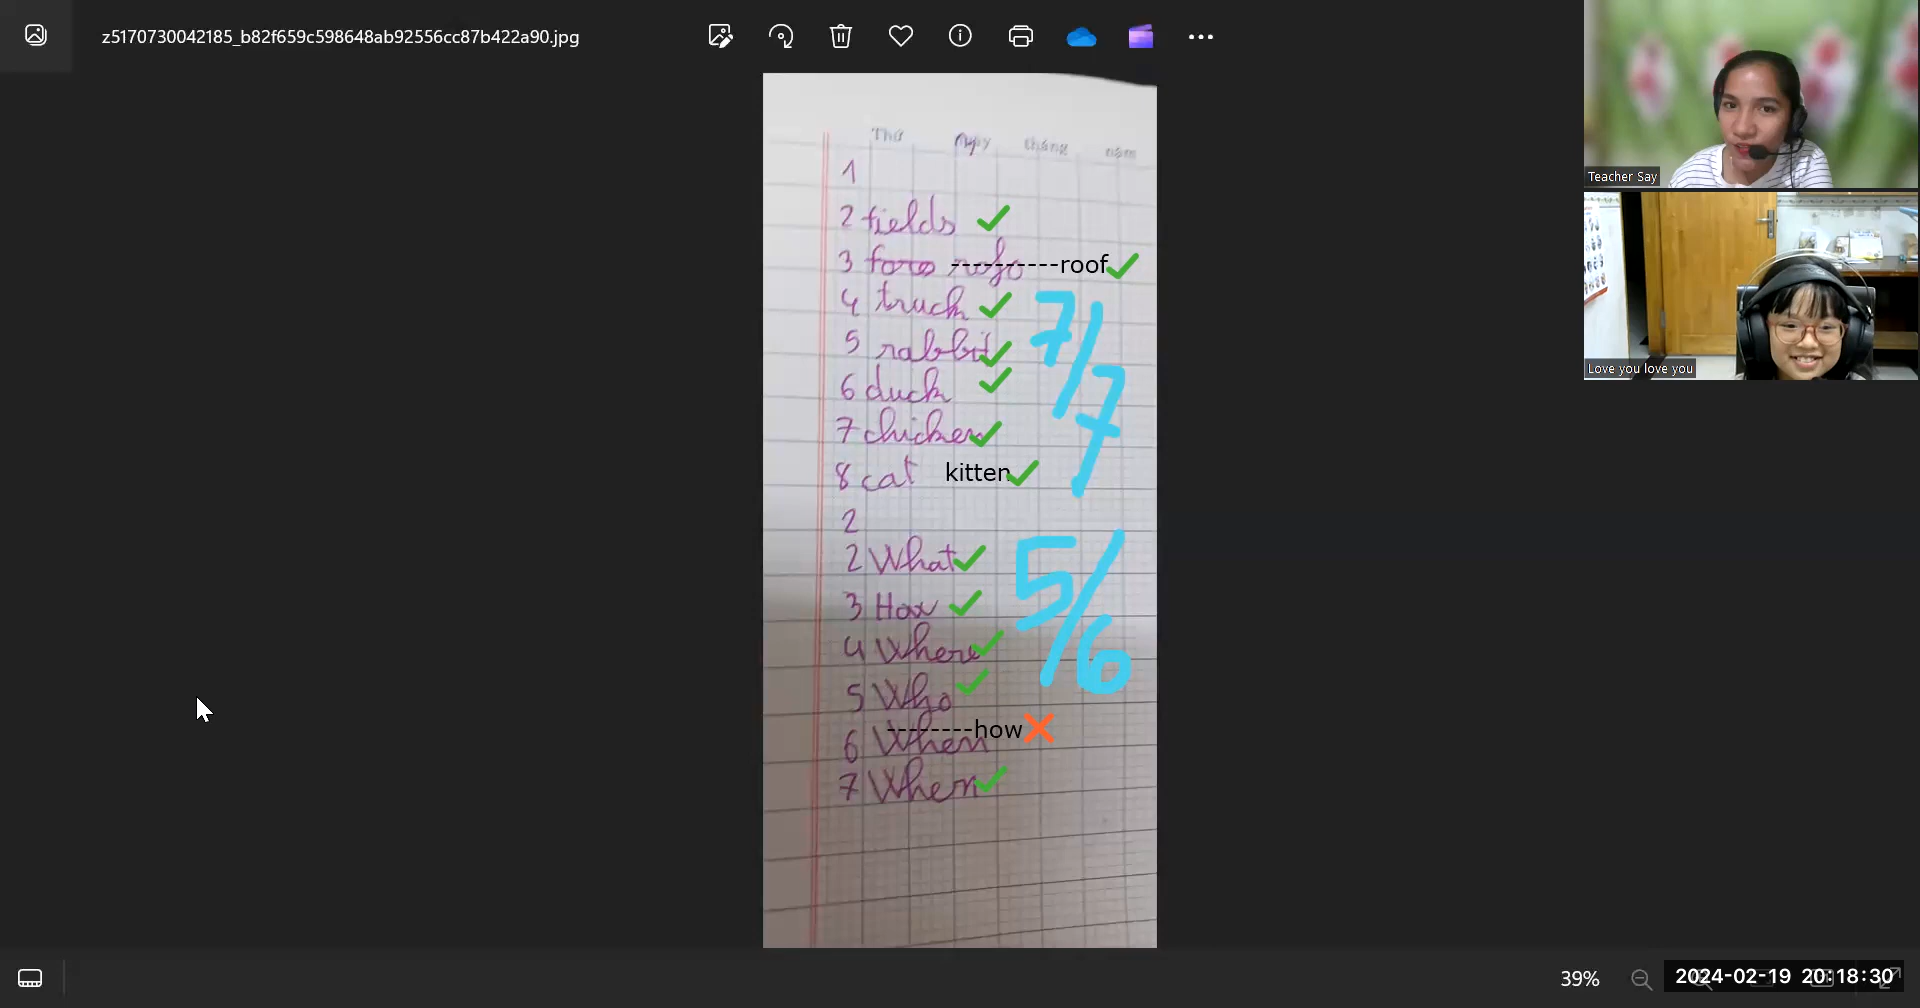 z5170730042185_b82f659c598648ab92556cc87b422a90.jpg
Teacher Say
Love you love you
Thứ Ngày tháng năm
1
2 fields
3 foro rofo ----------roof
4 truck
5 rabbit
6 duck
7 chicken
8 cat kitten
7/7
2
2 What
3 How
4 Where
5 Who
--------how
6 When
7 When
5/6
39%
2024-02-19 20:18:30